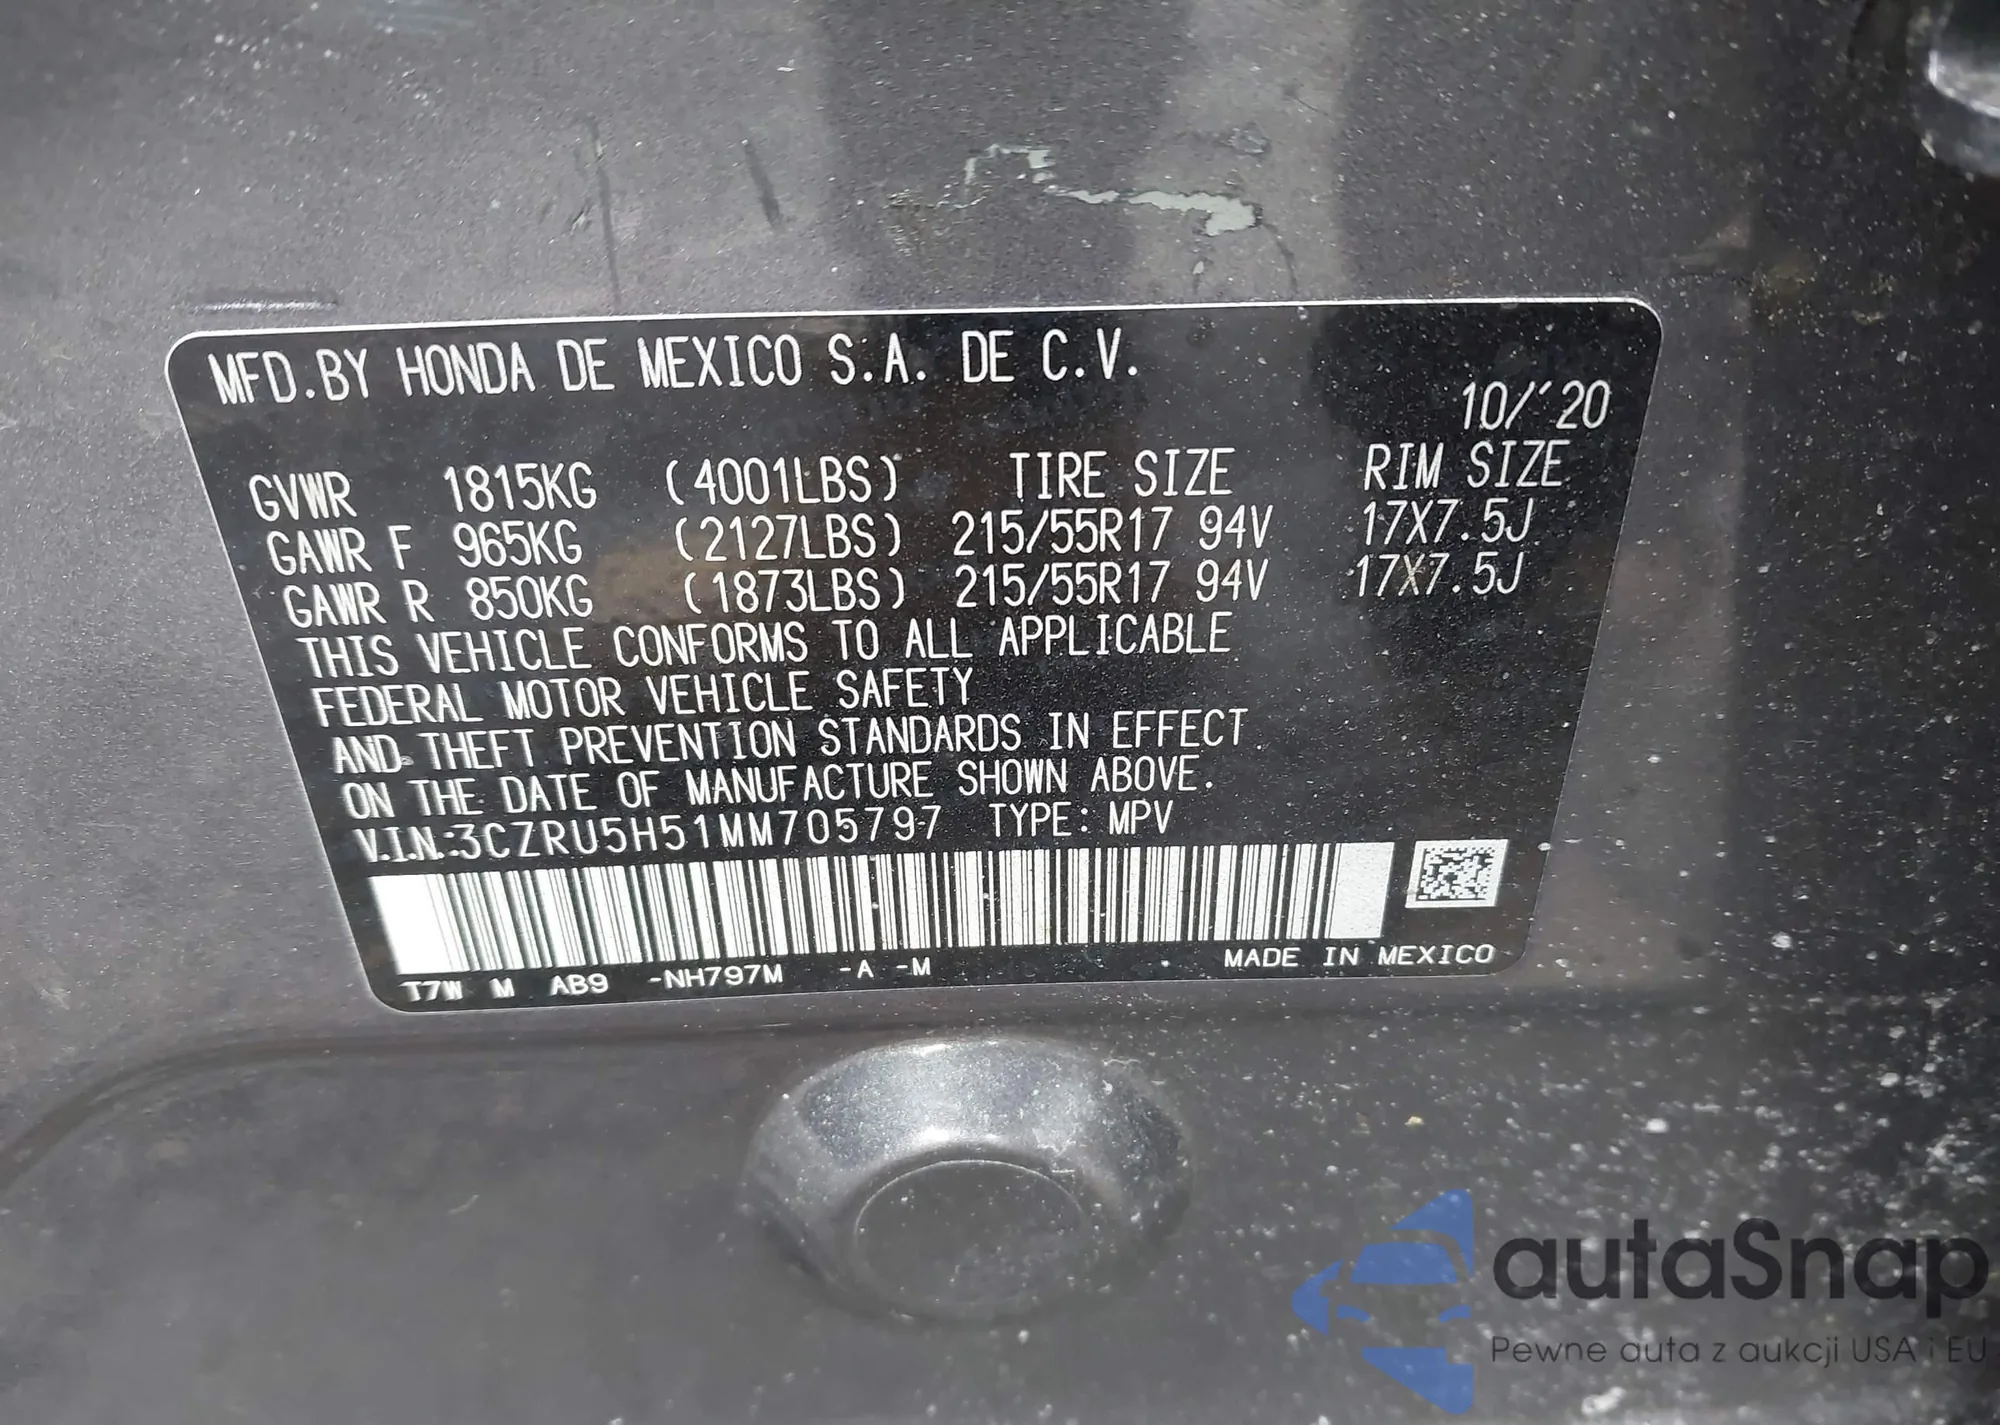 MFD.BY HONDA DE MEXICO S.A. DE C.V.
10/'20
GVWR 1815KG (4001LBS) TIRE SIZE RIM SIZE
GAWR F 965KG (2127LBS) 215/55R17 94V 17X7.5J
GAWR R 850KG (1873LBS) 215/55R17 94V 17X7.5J
THIS VEHICLE CONFORMS TO ALL APPLICABLE
FEDERAL MOTOR VEHICLE SAFETY
AND THEFT PREVENTION STANDARDS IN EFFECT
ON THE DATE OF MANUFACTURE SHOWN ABOVE.
V.I.N.:3CZRU5H51MM705797 TYPE: MPV
T7W M AB9 -NH797M -A -M MADE IN MEXICO
autaSnap
Pewne auta z aukcji USA i EU